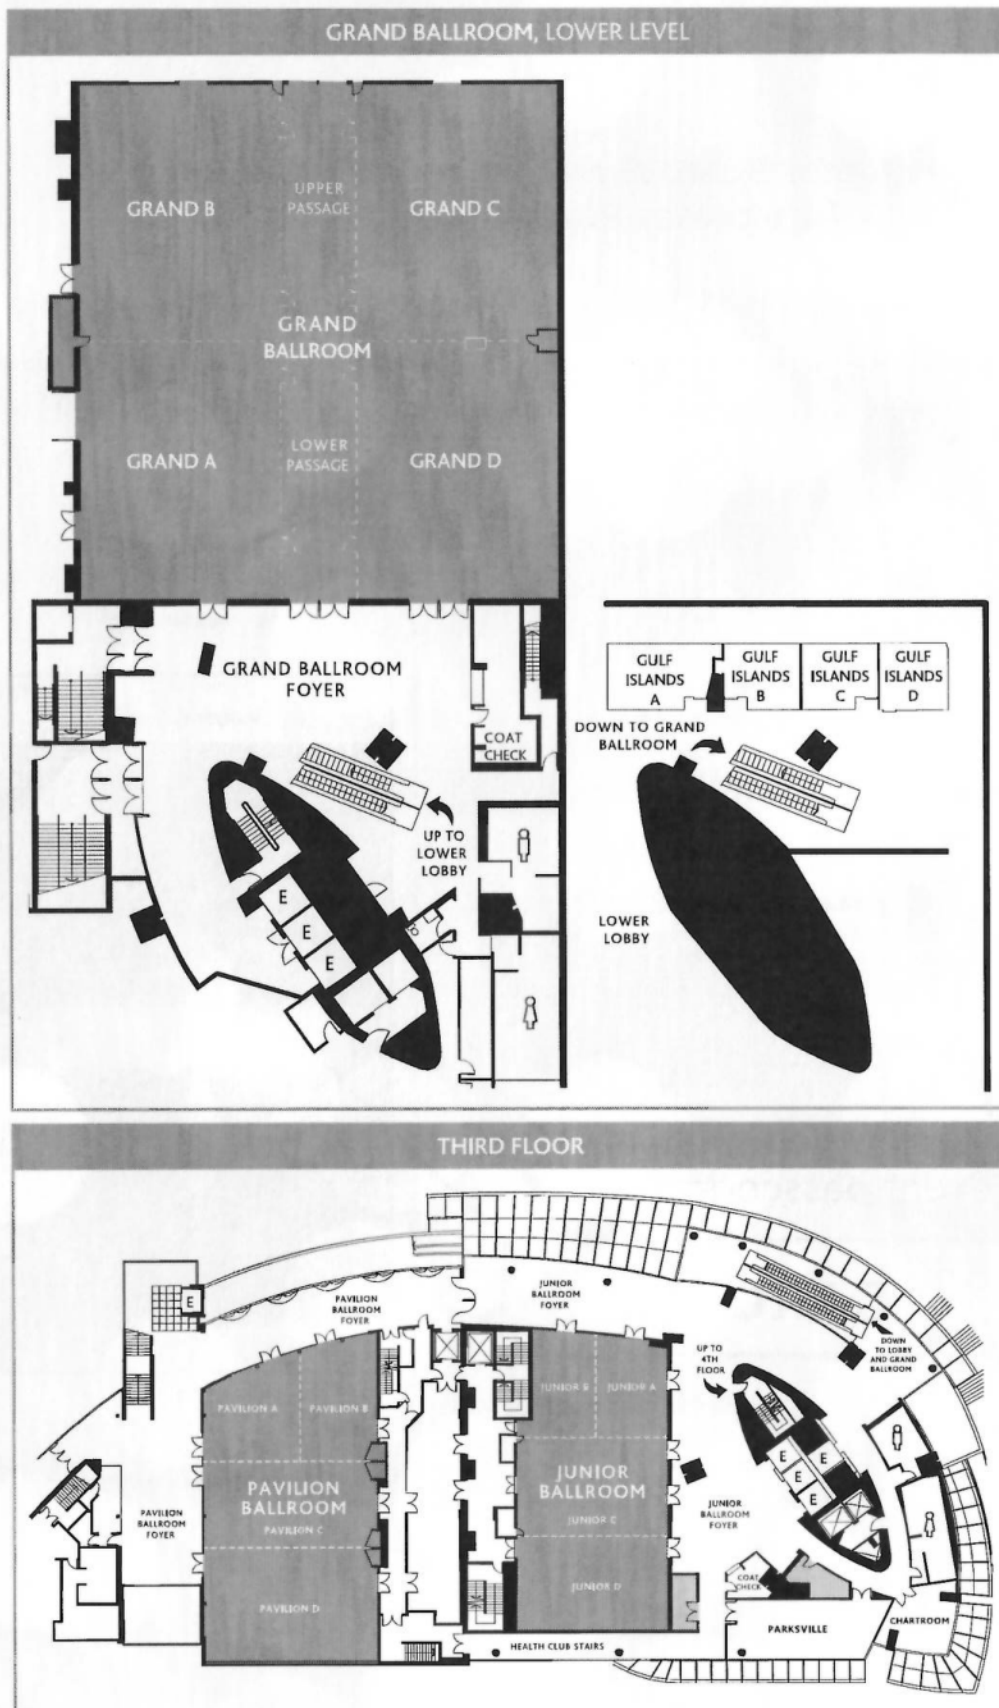 GRAND BALLROOM, LOWER LEVEL
GRAND B
UPPER
PASSAGE
GRAND C
GRAND
BALLROOM
GRAND A
LOWER
PASSAGE
GRAND D
GRAND BALLROOM
FOYER
COAT
CHECK
UP TO
LOWER
LOBBY
E
E
E
GULF
ISLANDS
A
GULF
ISLANDS
B
GULF
ISLANDS
C
GULF
ISLANDS
D
DOWN TO GRAND
BALLROOM
LOWER
LOBBY
THIRD FLOOR
E
PAVILION
BALLROOM
FOYER
JUNIOR
BALLROOM
FOYER
DOWN
TO LOBBY
AND GRAND
BALLROOM
UP TO
4TH
FLOOR
PAVILION A
PAVILION B
JUNIOR B
JUNIOR A
PAVILION
BALLROOM
PAVILION C
JUNIOR
BALLROOM
JUNIOR C
PAVILION
BALLROOM
FOYER
JUNIOR
BALLROOM
FOYER
E
E
E
E
PAVILION D
JUNIOR D
COAT
CHECK
PARKSVILLE
CHARTROOM
HEALTH CLUB STAIRS